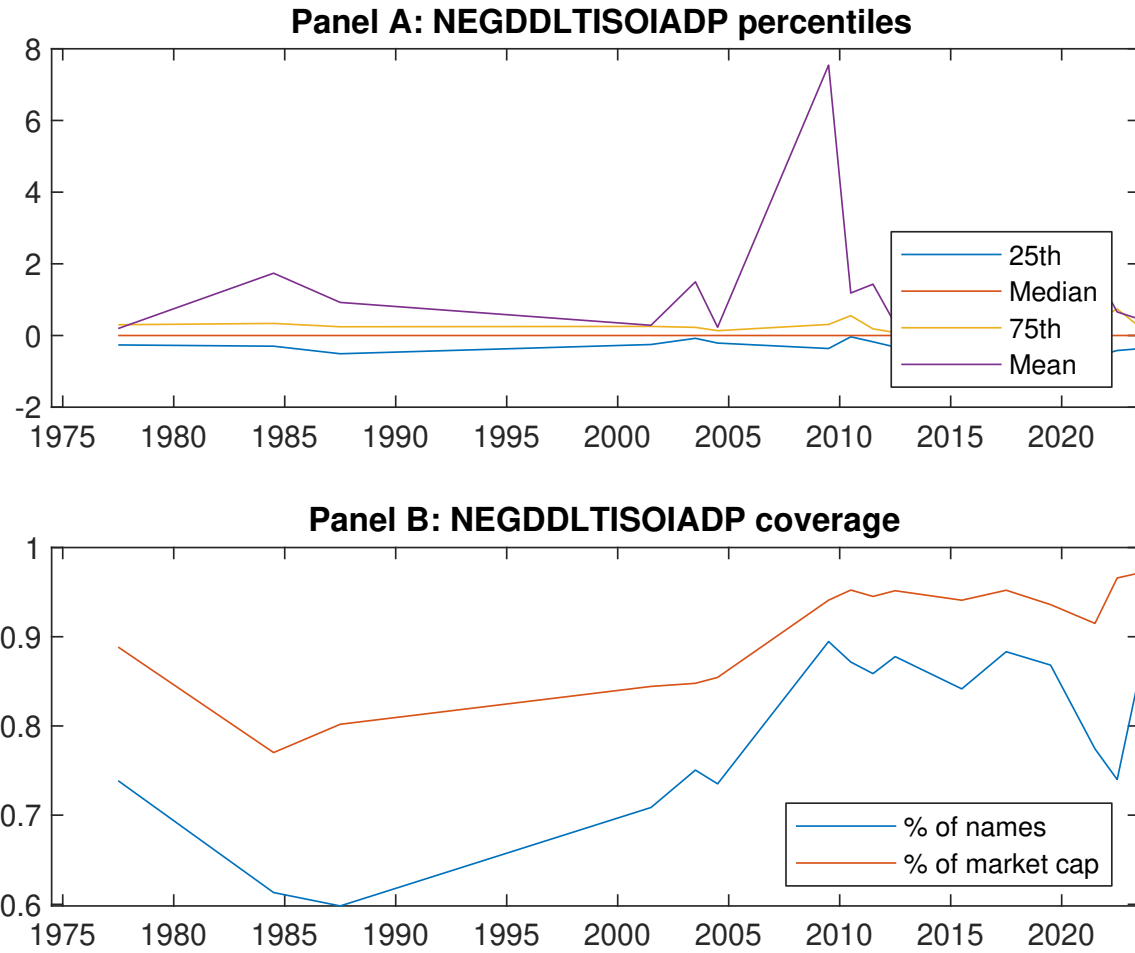 Panel A: NEGDDLTISOIADP percentiles
8
6
4
2
0
-2
25th
Median
75th
Mean
1975 1980 1985 1990 1995 2000 2005 2010 2015 2020
Panel B: NEGDDLTISOIADP coverage
1
0.9
0.8
0.7
0.6
% of names
% of market cap
1975 1980 1985 1990 1995 2000 2005 2010 2015 2020